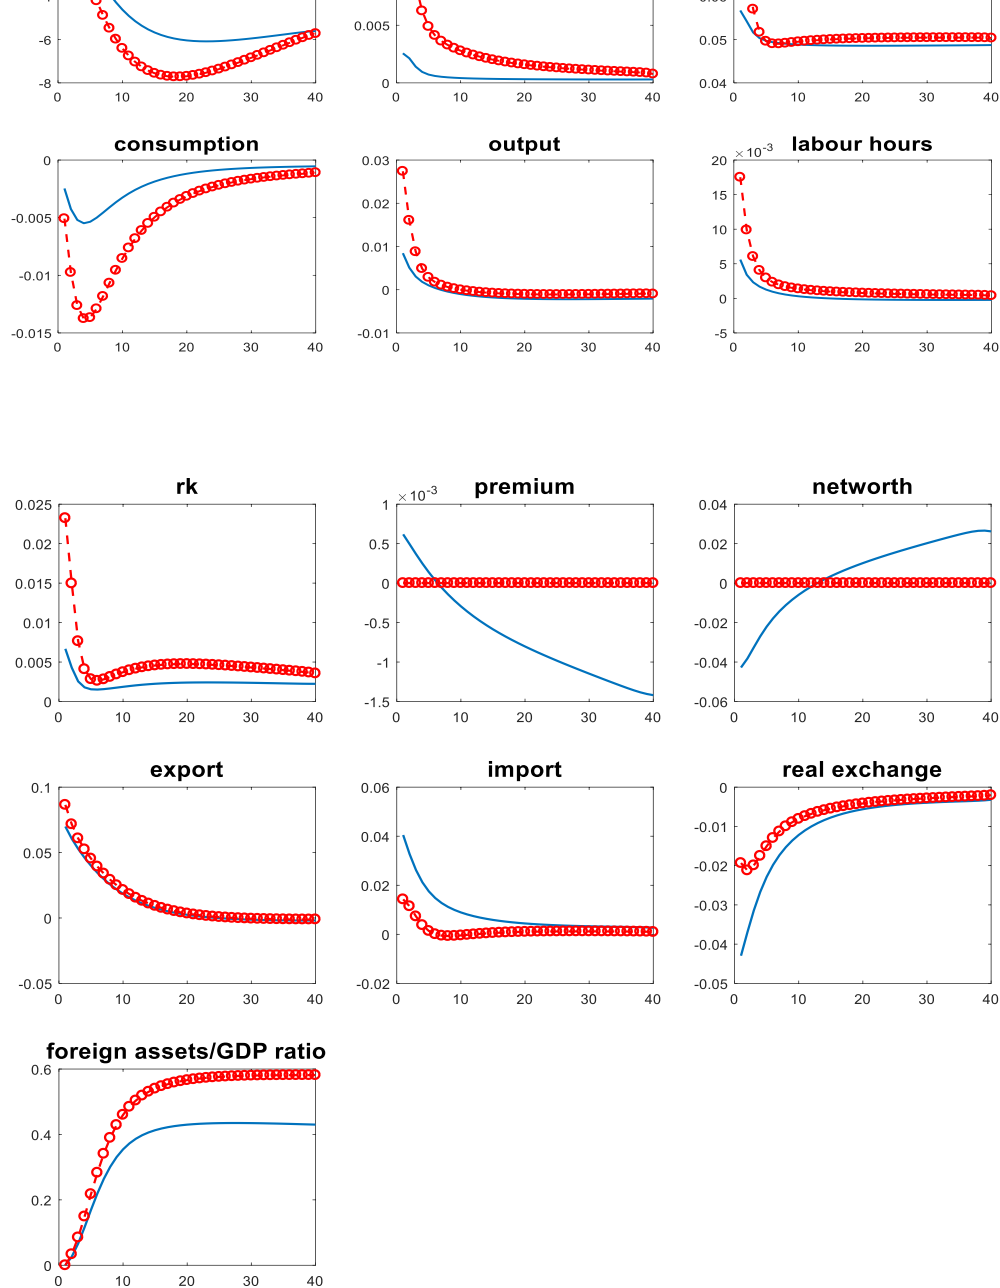 -6
-8
0 10 20 30 40
0.005
0
0 10 20 30 40
0.05
0.04
0 10 20 30 40
consumption
0
-0.005
-0.01
-0.015
0 10 20 30 40
output
0.03
0.02
0.01
0
-0.01
0 10 20 30 40
×10-3 labour hours
20
15
10
5
0
-5
0 10 20 30 40
rk
0.025
0.02
0.015
0.01
0.005
0
0 10 20 30 40
×10-3 premium
1
0.5
0
-0.5
-1
-1.5
0 10 20 30 40
networth
0.04
0.02
0
-0.02
-0.04
-0.06
0 10 20 30 40
export
0.1
0.05
0
-0.05
0 10 20 30 40
import
0.06
0.04
0.02
0
-0.02
0 10 20 30 40
real exchange
0
-0.01
-0.02
-0.03
-0.04
-0.05
0 10 20 30 40
foreign assets/GDP ratio
0.6
0.4
0.2
0
0 10 20 30 40